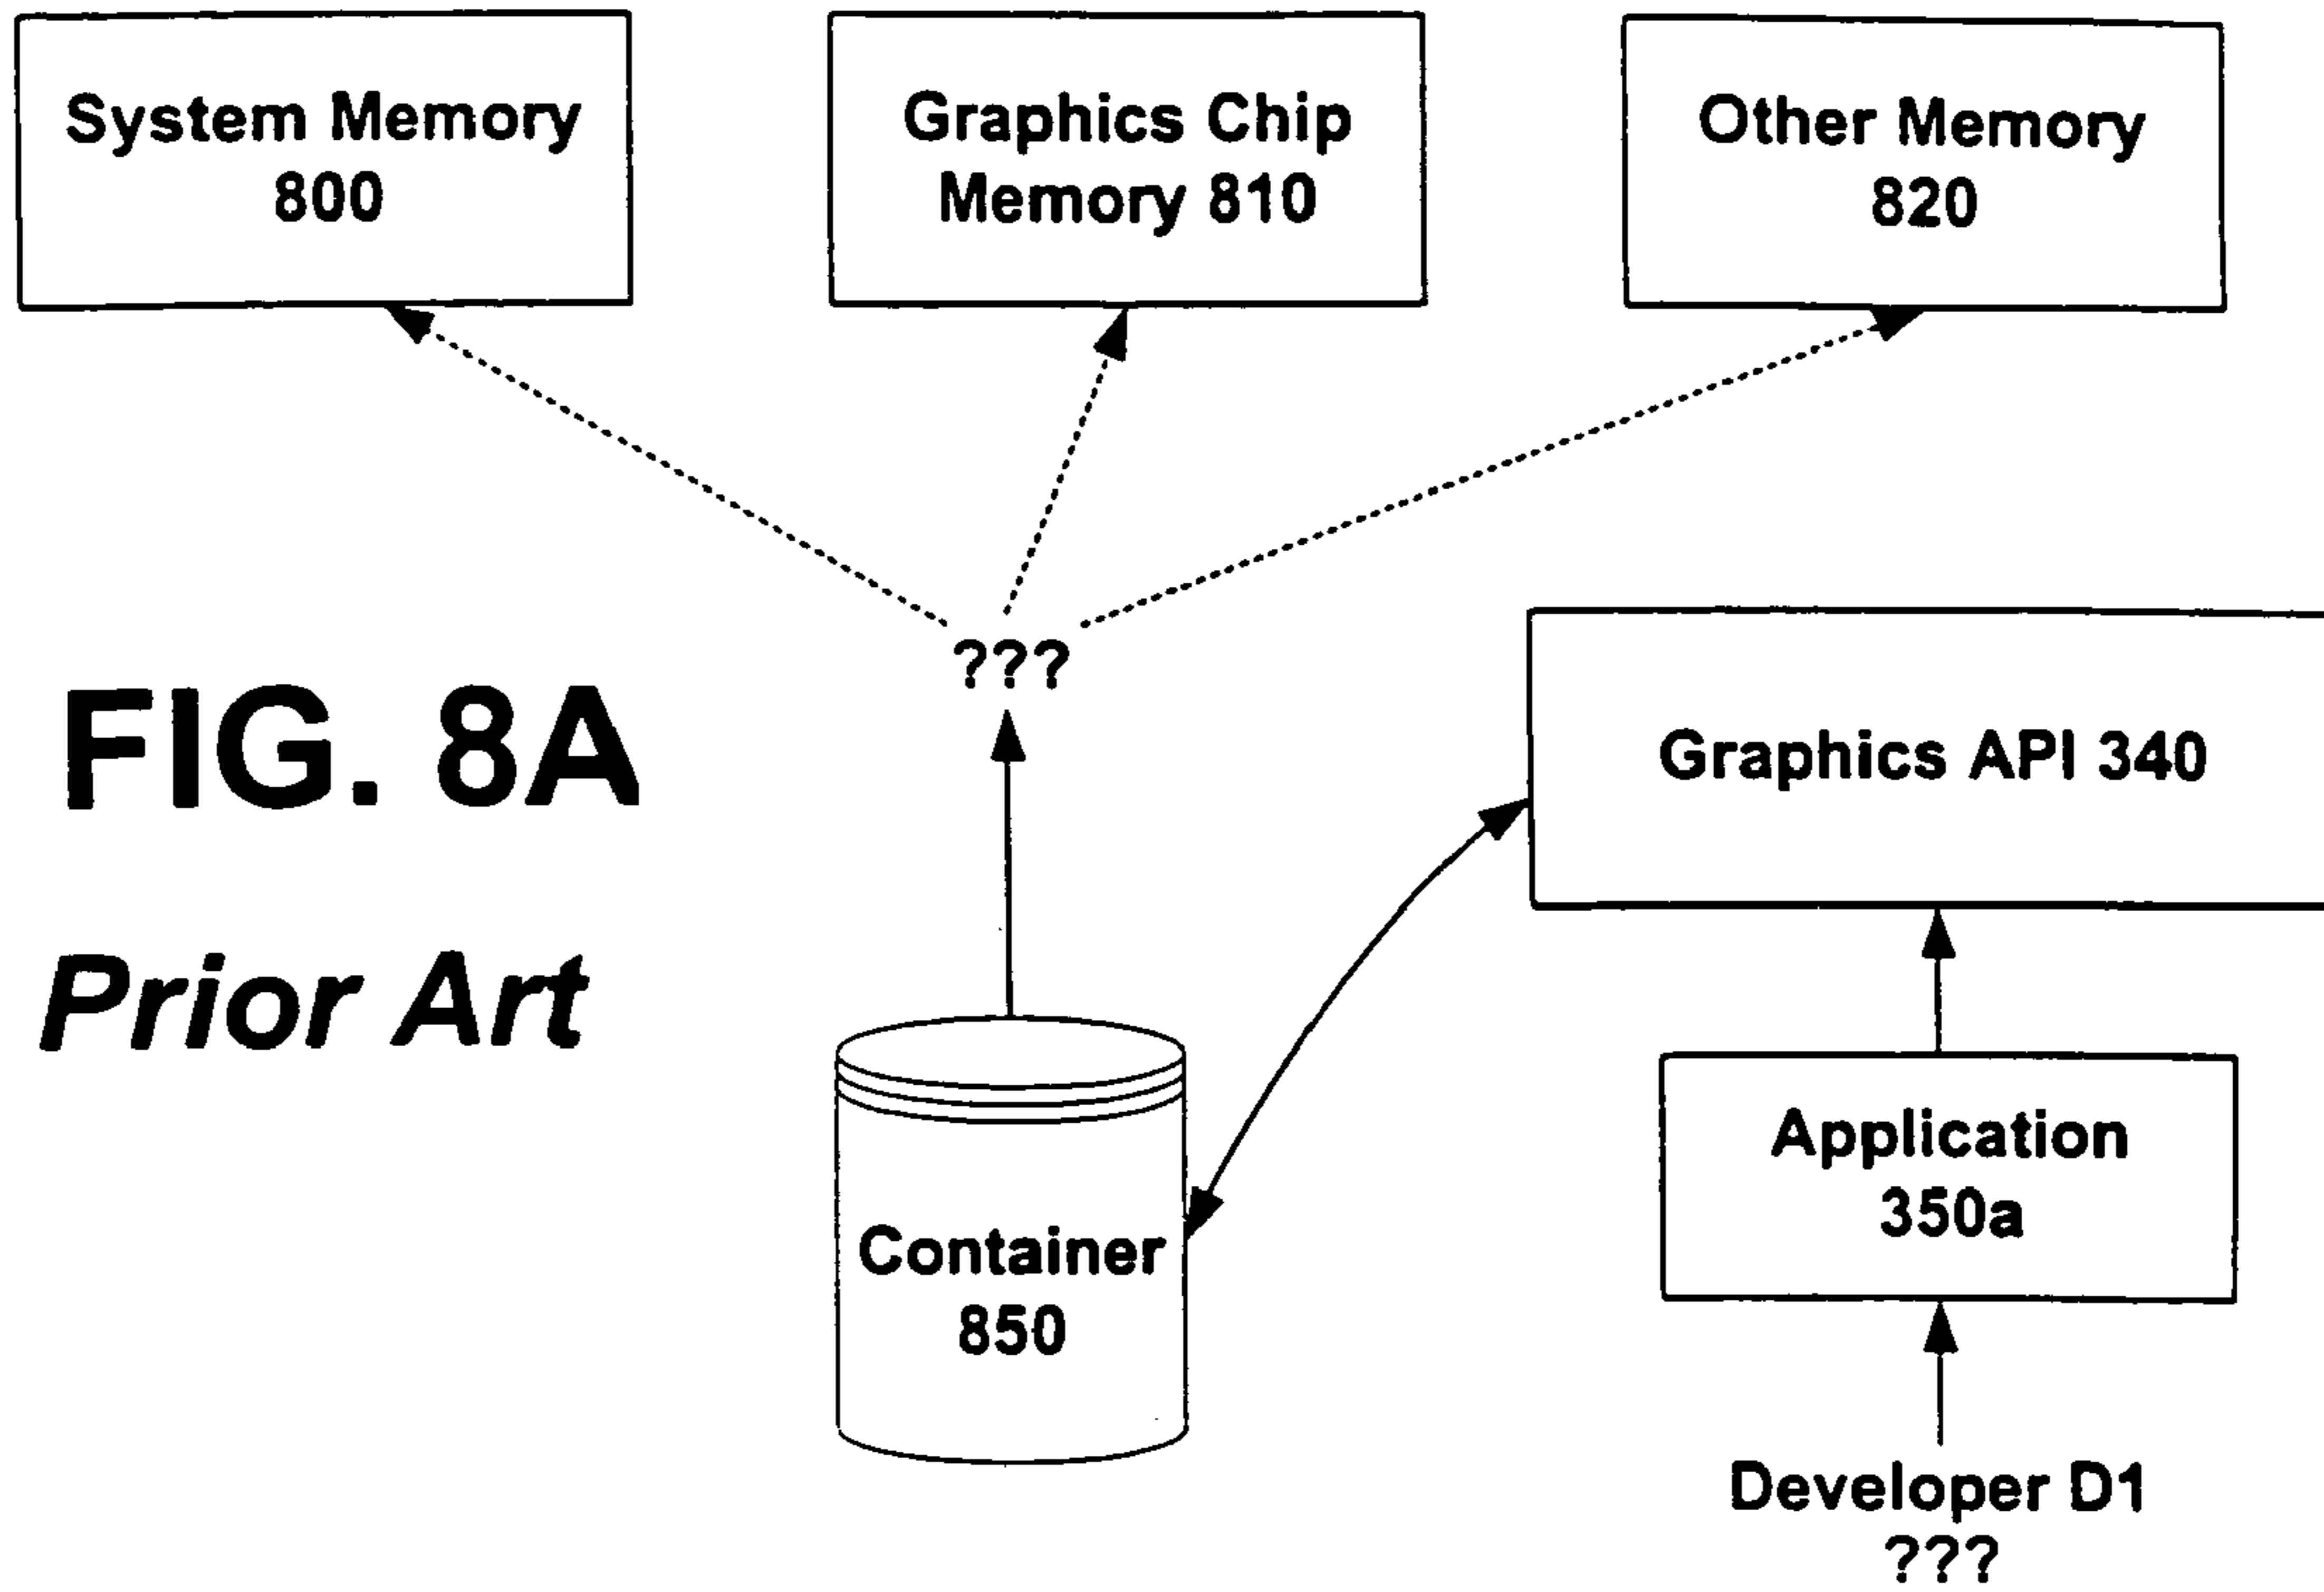 System Memory
800
Graphics Chip
Memory 810
Other Memory
820
???
FIG. 8A
Prior Art
Graphics API 340
Container
850
Application
350a
Developer D1
???